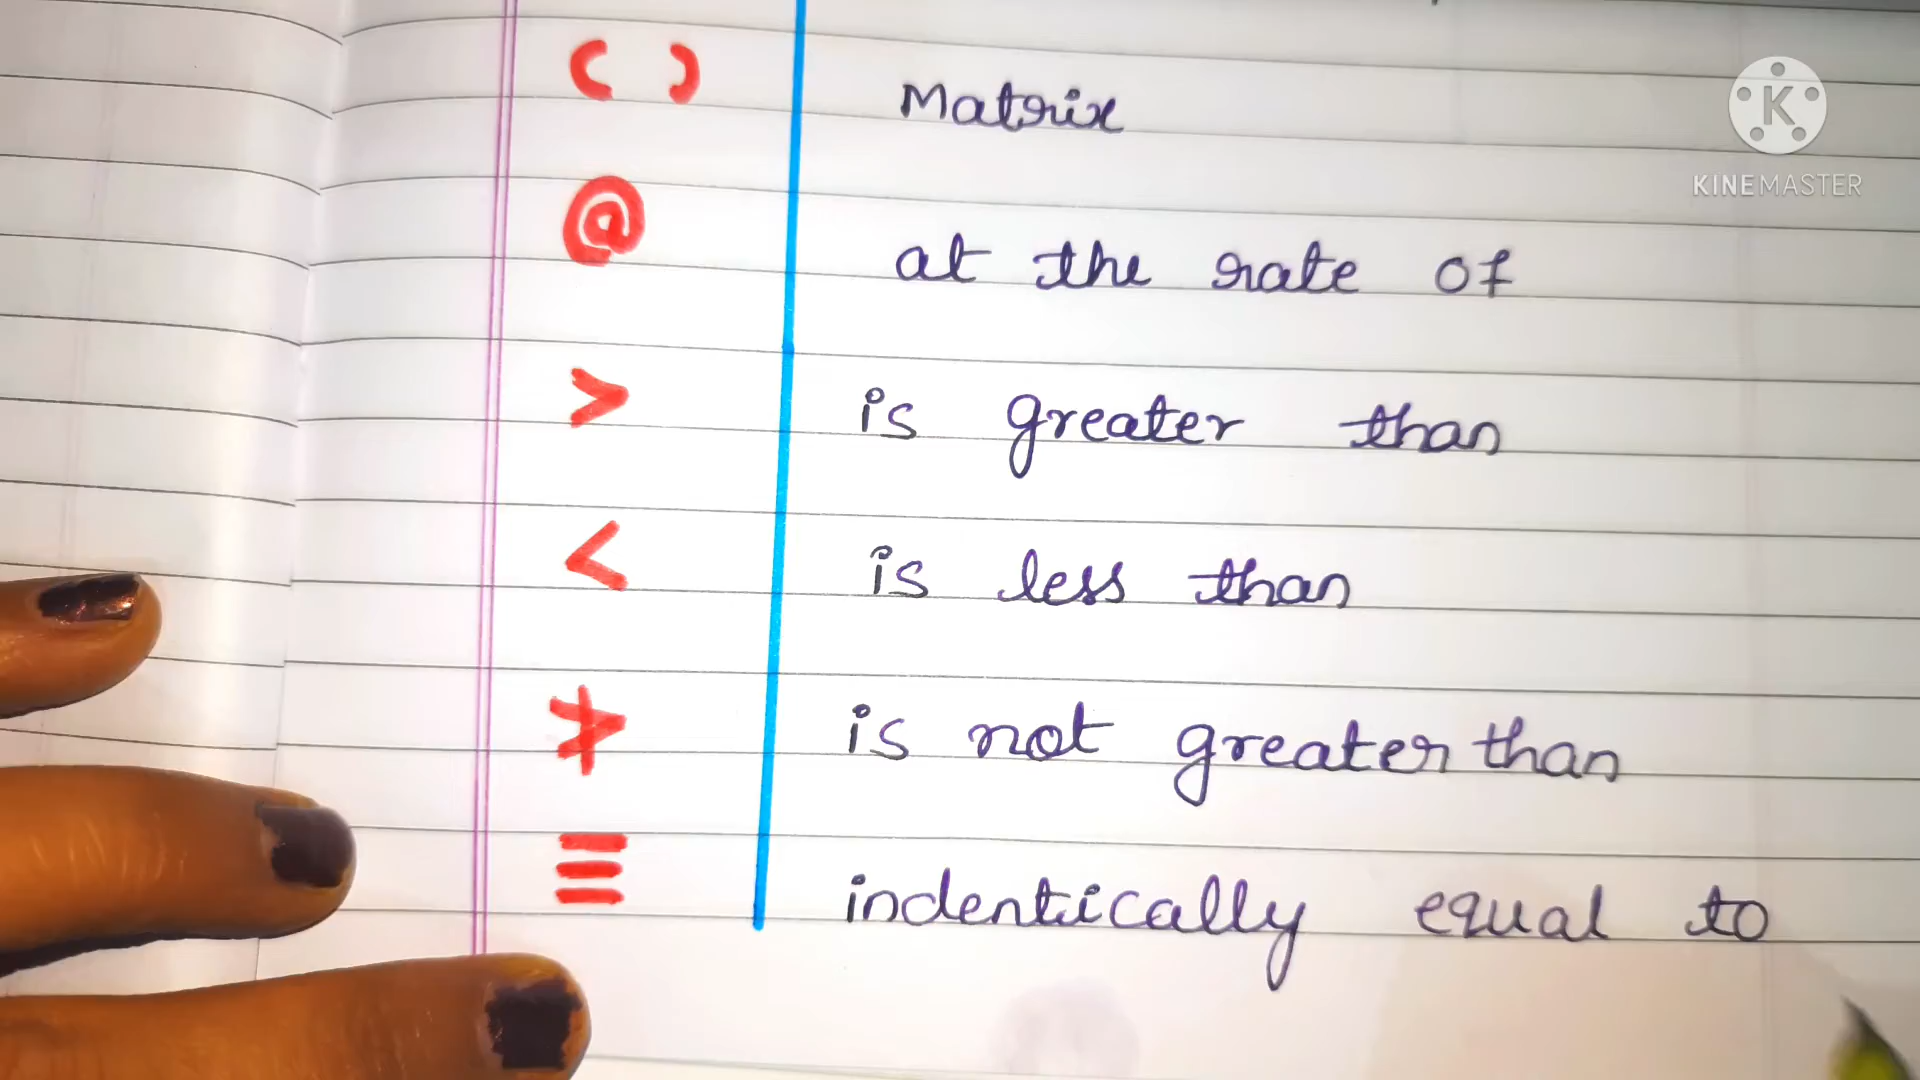 ( ) Matrix
K
KINEMASTER
@ at the rate of
> is greater than
< is less than
≯ is not greater than
≡ indentically equal to